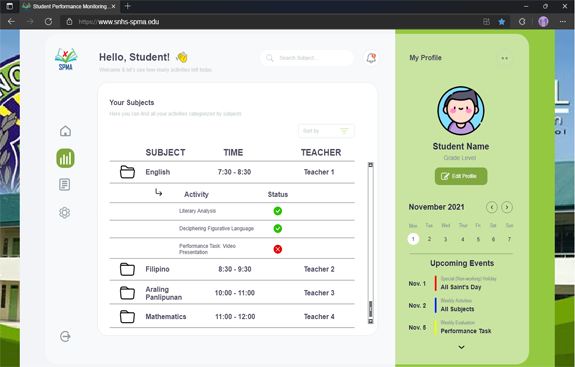 Student Performance Monitoring...
https://www.snhs-spma.edu
SPMA
Hello, Student!
Welcome & let's see how many activities left today
Search Subject...
Your Subjects
Here you can find all your activities categorized by subjects
Sort by
SUBJECT TIME TEACHER
English 7:30 - 8:30 Teacher 1
Activity Status
Literary Analysis
Deciphering Figurative Language
Performance Task: Video
Presentation
Filipino 8:30 - 9:30 Teacher 2
Araling
Panlipunan 10:00 - 11:00 Teacher 3
Mathematics 11:00 - 12:00 Teacher 4
My Profile
Student Name
Grade Level
Edit Profile
November 2021
Mon Tue Wed Thu Fri Sat Sun
1 2 3 4 5 6 7
Upcoming Events
Special (Non-working) Holiday
Nov. 1 All Saint's Day
Weekly Activities
Nov. 2 All Subjects
Weekly Evaluation
Nov. 5 Performance Task